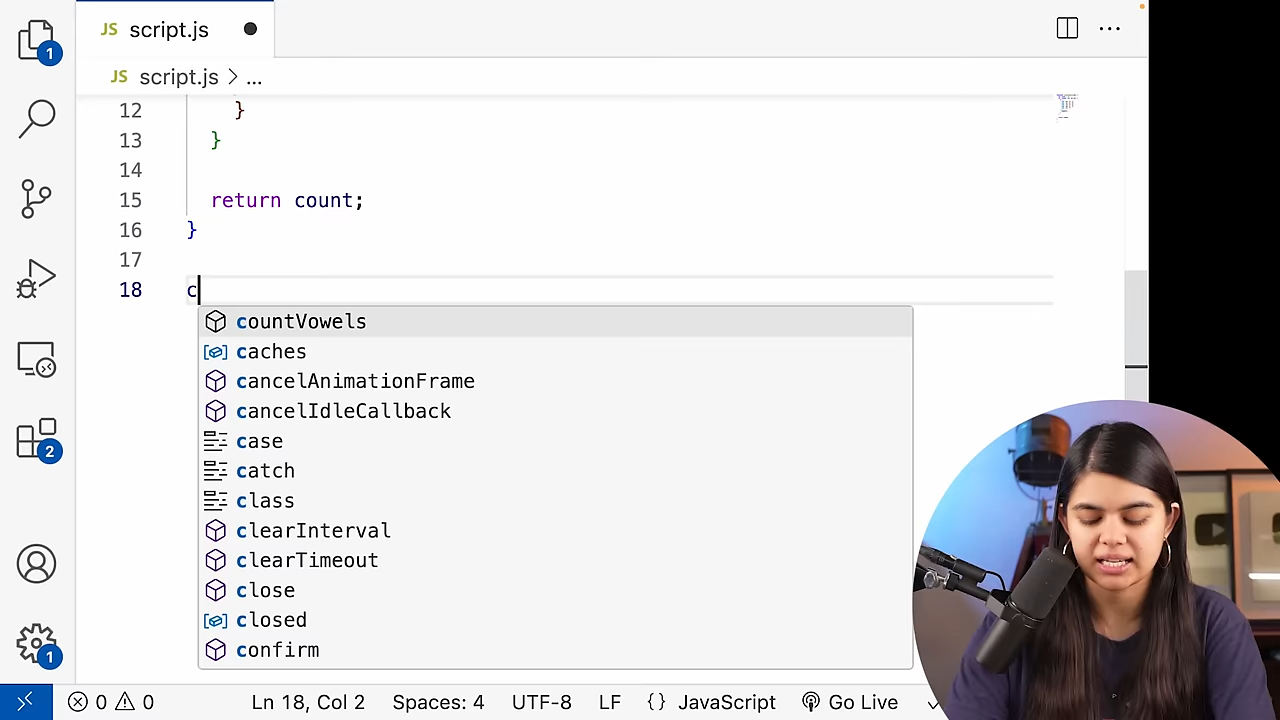 1
JS script.js
JS script.js > ...
12 }
13 }
14
15 return count;
16 }
17
18 c
countVowels
caches
cancelAnimationFrame
cancelIdleCallback
case
catch
class
clearInterval
clearTimeout
close
closed
confirm
2
1
0 0
Ln 18, Col 2
Spaces: 4
UTF-8
LF
{} JavaScript
Go Live